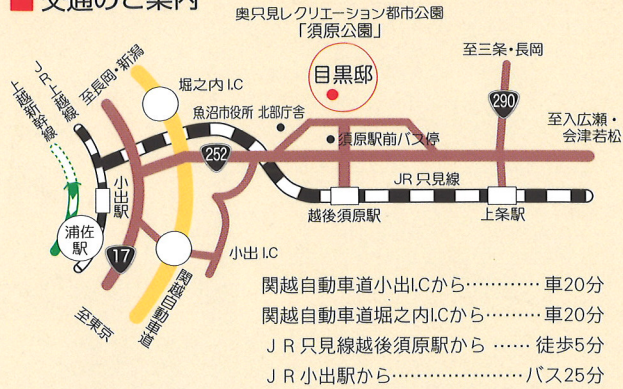 交通のご案内
奥只見レクリエーション都市公園
「須原公園」
目黒邸
至三条・長岡
290
至入広瀬・
会津若松
至長岡・新潟
JR上越線
上越新幹線
堀之内I.C
魚沼市役所 北部庁舎
須原駅前バス停
252
JR只見線
小出駅
越後須原駅
上条駅
浦佐駅
17
小出I.C
至東京
関越自動車道
関越自動車道小出I.Cから………… 車20分
関越自動車道堀之内I.Cから……… 車20分
JR只見線越後須原駅から …… 徒歩5分
JR小出駅から………………… バス25分